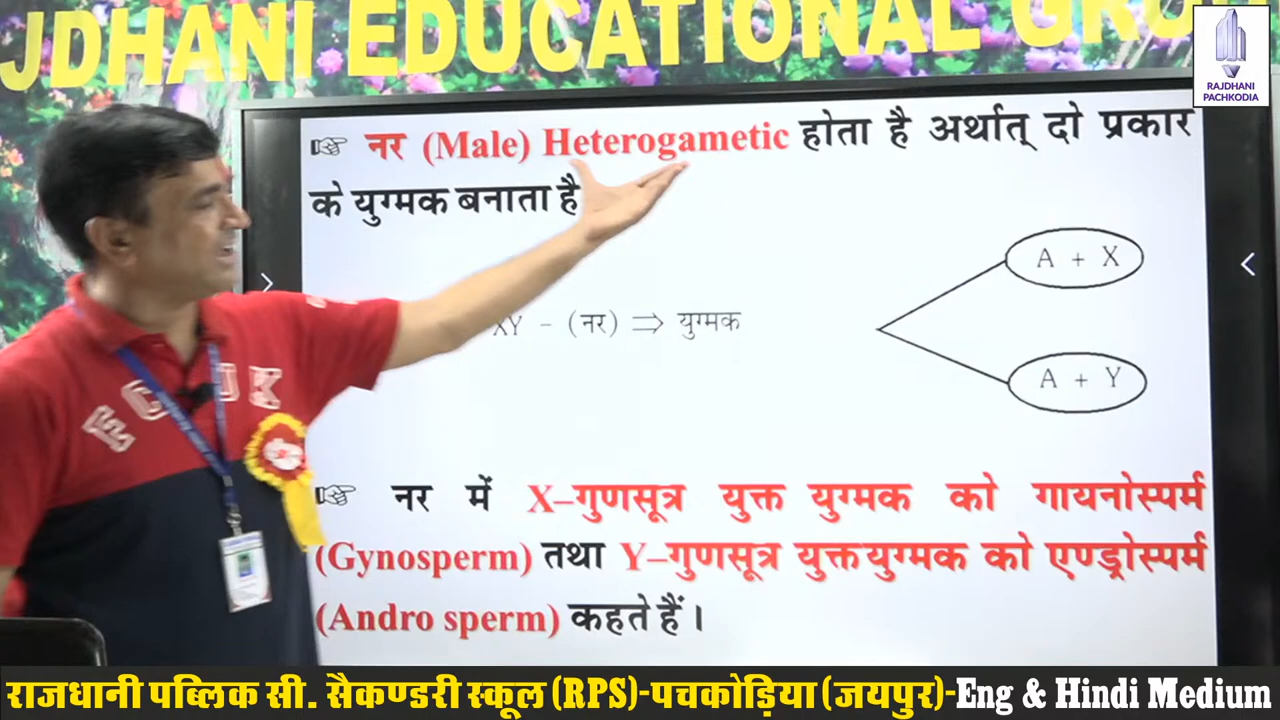 JDHANI EDUCATIONAL GRO
RAJDHANI
PACHKODIA
☞ नर (Male) Heterogametic होता है अर्थात् दो प्रकार
के युग्मक बनाता है
A + X
XY - (नर) ⇒ युग्मक
A + Y
☞ नर में X–गुणसूत्र युक्त युग्मक को गायनोस्पर्म
(Gynosperm) तथा Y–गुणसूत्र युक्तयुग्मक को एण्ड्रोस्पर्म
(Andro sperm) कहते हैं ।
राजधानी पब्लिक सी. सैकण्डरी स्कूल (RPS)-पचकोड़िया (जयपुर)-Eng & Hindi Medium